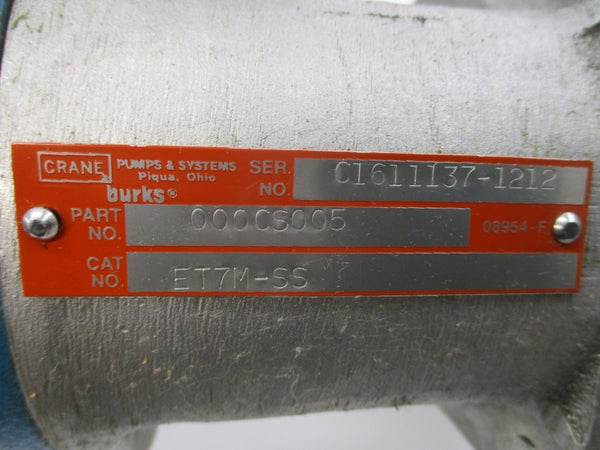 CRANE PUMPS & SYSTEMS
Piqua, Ohio
burks®
SER. NO. C1611137-1212
PART NO. 000CS005
08954-F
CAT NO. ET7M-SS